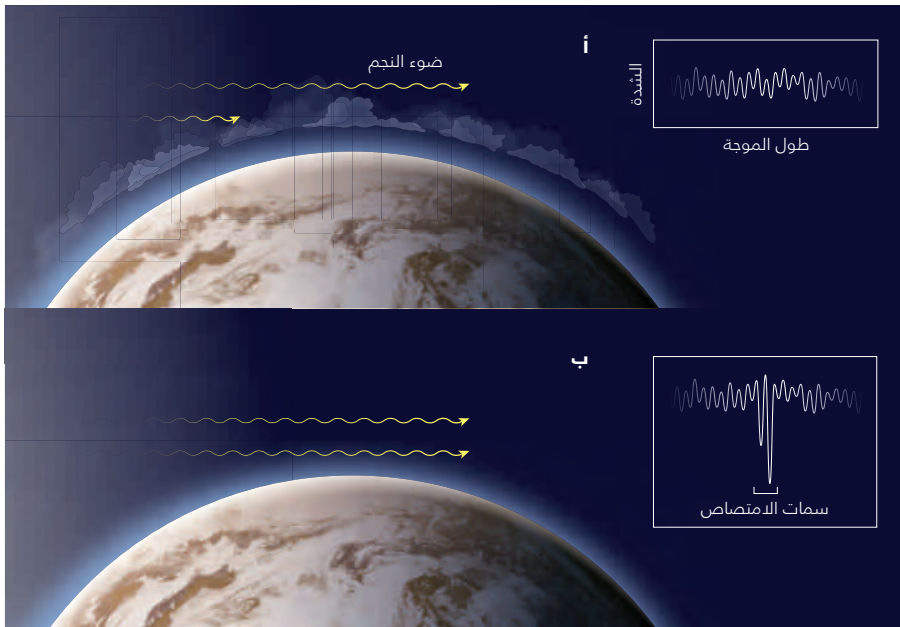 أ
ضوء النجم
الشدة
طول الموجة
ب
سمات الامتصاص